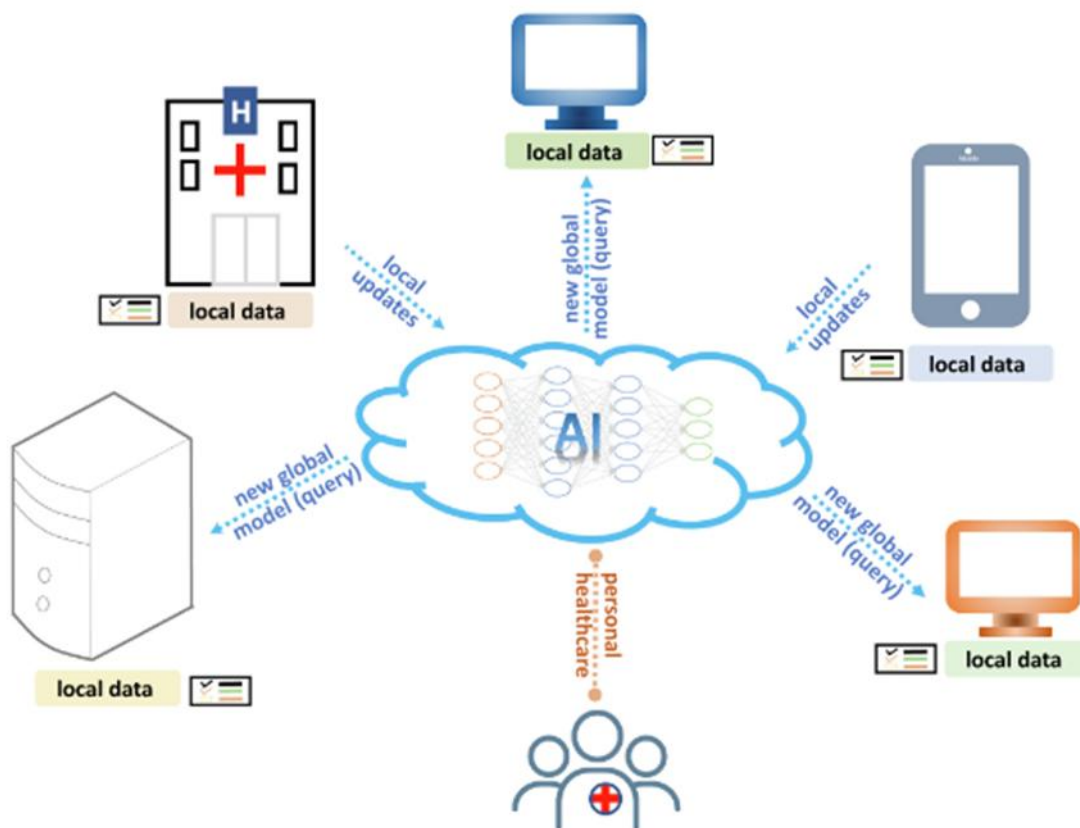 H
local data
local data
local data
local data
local data
local
updates
new global
model (query)
local
updates
AI
new global
model (query)
new global
model (query)
personal
healthcare